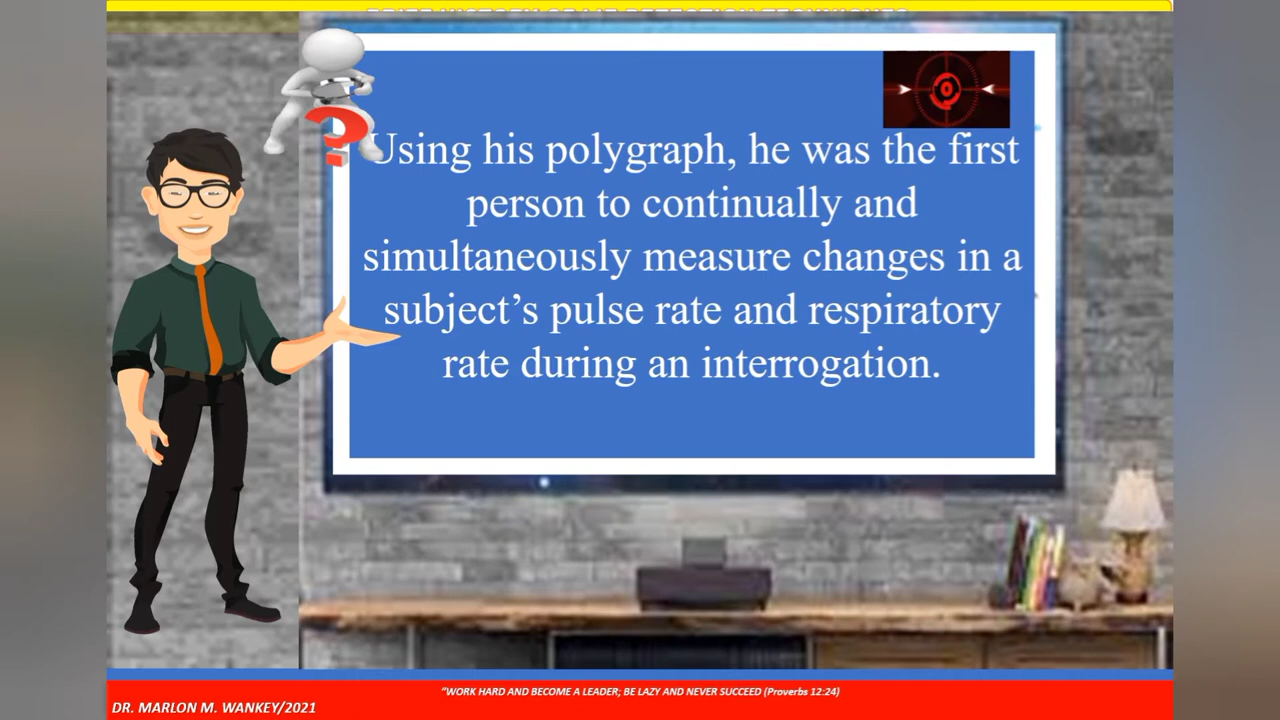 Using his polygraph, he was the first
person to continually and
simultaneously measure changes in a
subject’s pulse rate and respiratory
rate during an interrogation.
"WORK HARD AND BECOME A LEADER; BE LAZY AND NEVER SUCCEED (Proverbs 12:24)
DR. MARLON M. WANKEY/2021